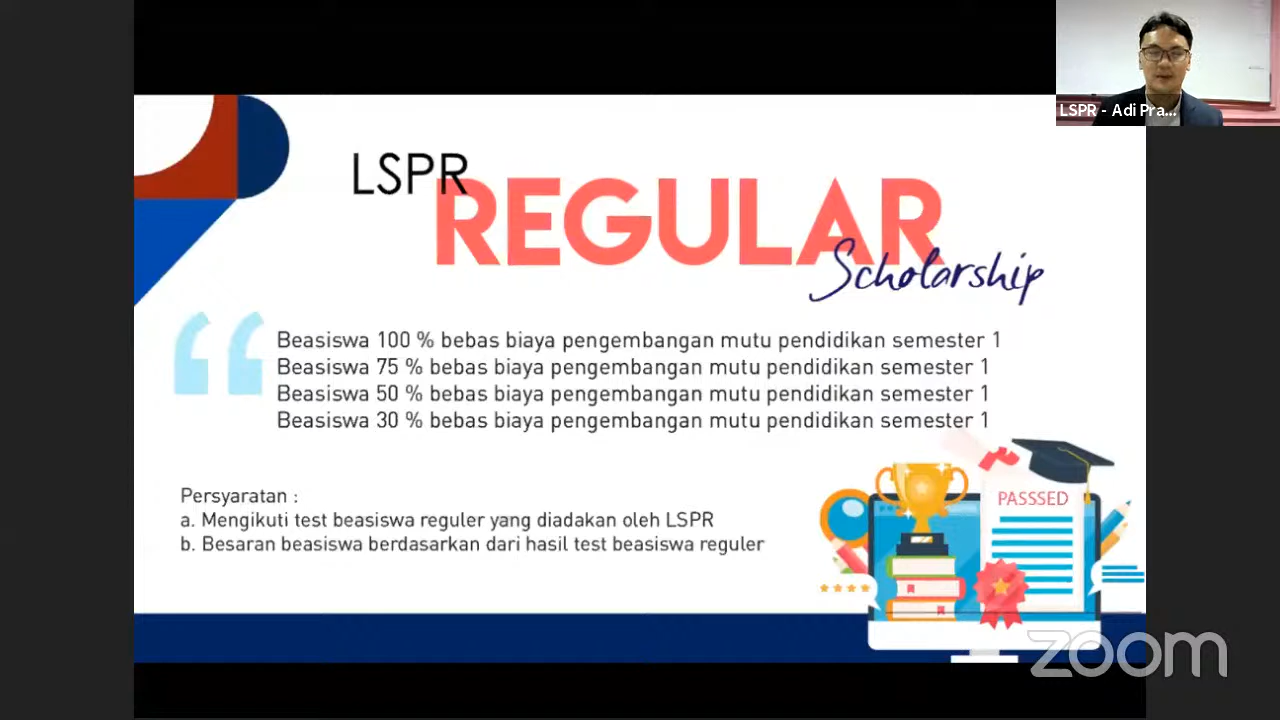 LSPR - Adi Pra...
LSPR
REGULAR
Scholarship
Beasiswa 100 % bebas biaya pengembangan mutu pendidikan semester 1
Beasiswa 75 % bebas biaya pengembangan mutu pendidikan semester 1
Beasiswa 50 % bebas biaya pengembangan mutu pendidikan semester 1
Beasiswa 30 % bebas biaya pengembangan mutu pendidikan semester 1
Persyaratan :
a. Mengikuti test beasiswa reguler yang diadakan oleh LSPR
b. Besaran beasiswa berdasarkan dari hasil test beasiswa reguler
PASSSED
zoom